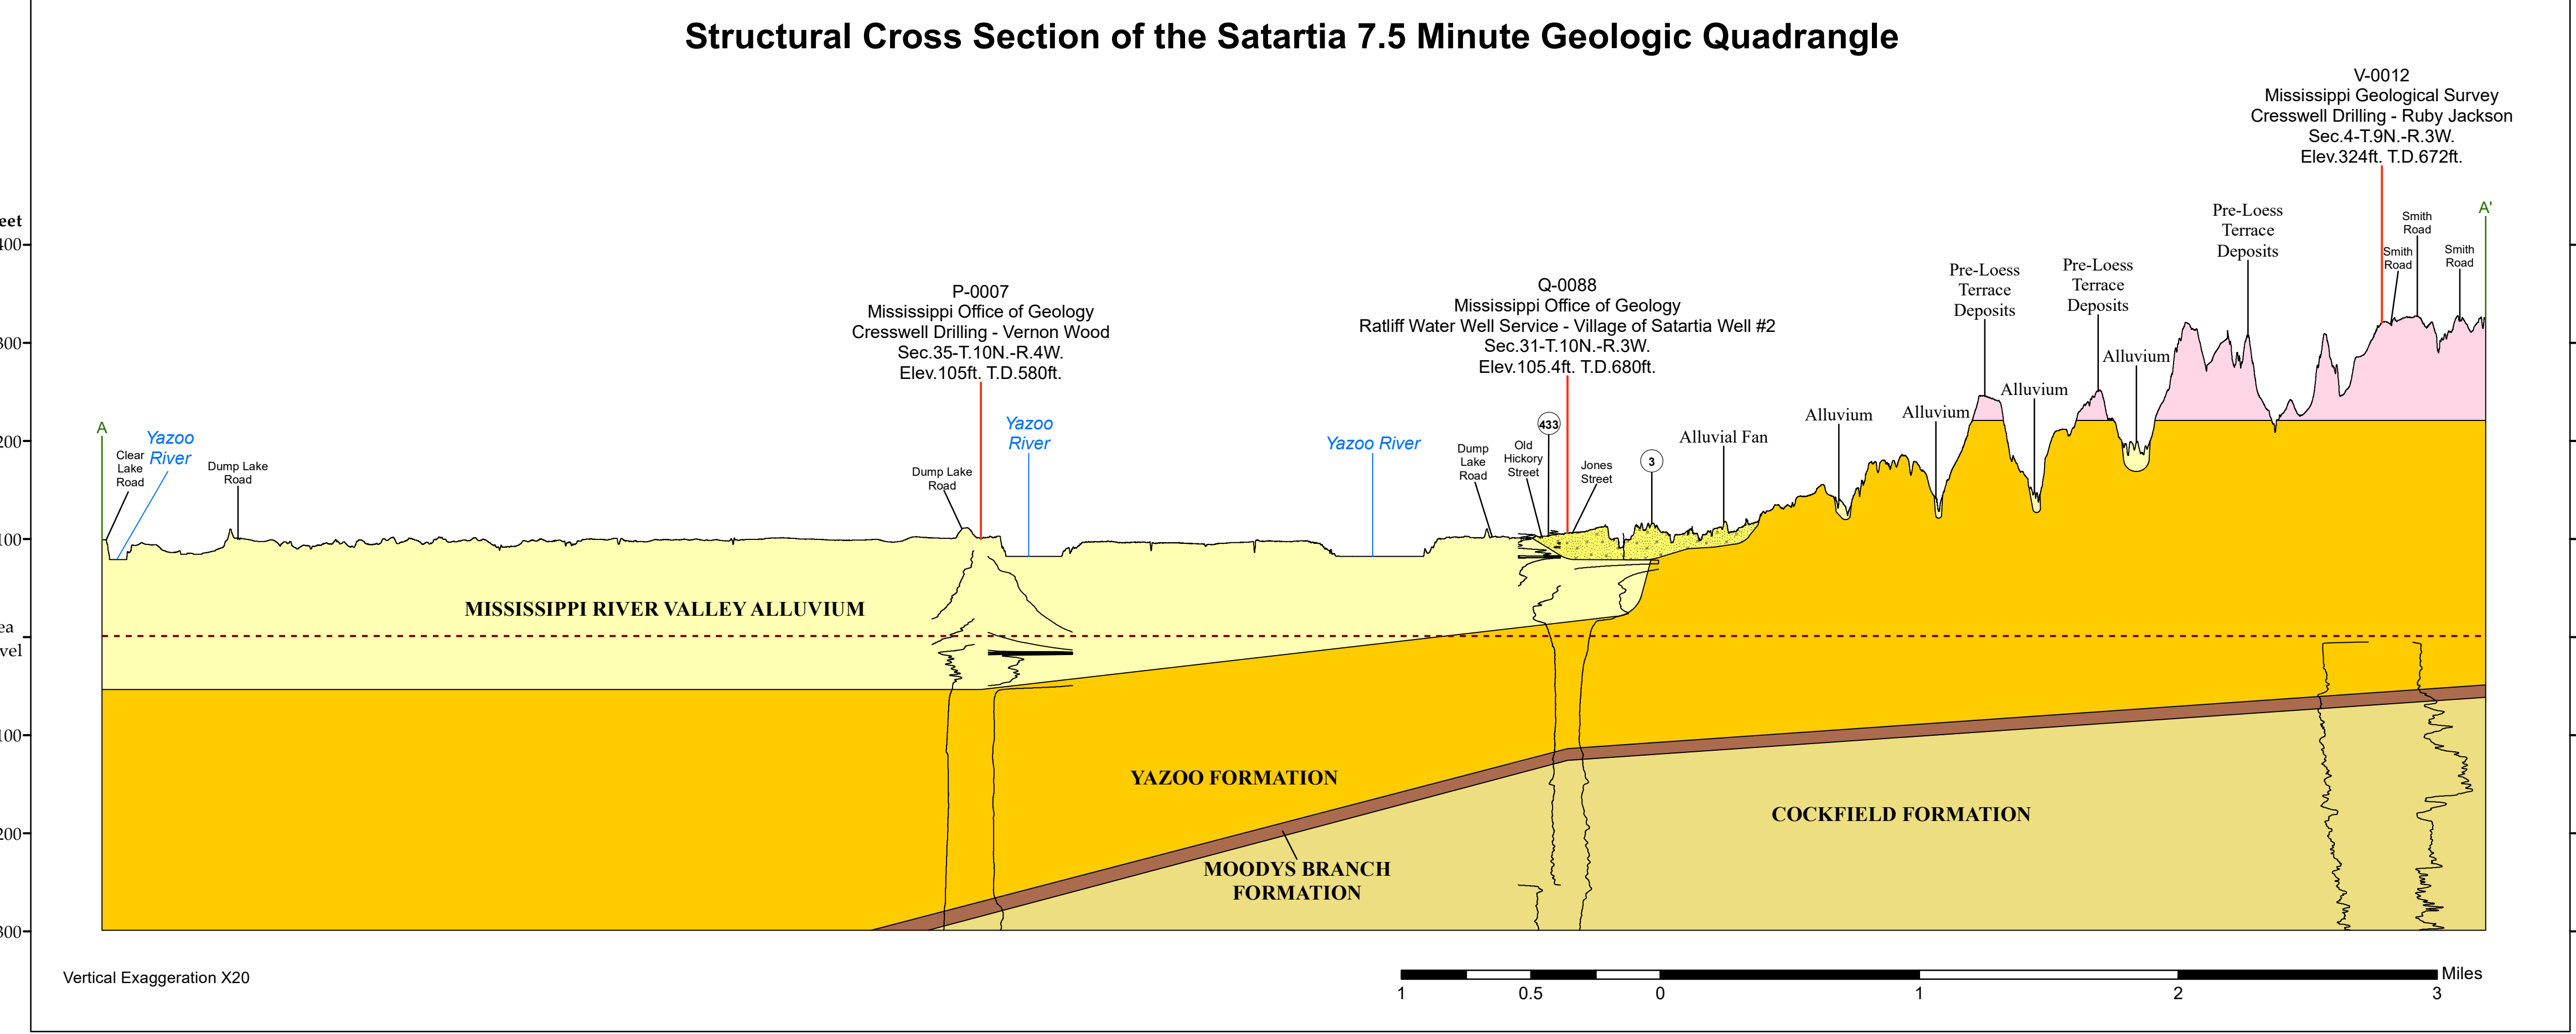 Structural Cross Section of the Satartia 7.5 Minute Geologic Quadrangle
V-0012
Mississippi Geological Survey
Cresswell Drilling - Ruby Jackson
Sec.4-T.9N.-R.3W.
Elev.324ft. T.D.672ft.
A'
Smith
Road
Smith
Road
Smith
Road
Pre-Loess
Terrace
Deposits
Pre-Loess
Terrace
Deposits
Pre-Loess
Terrace
Deposits
eet
400
300
200
100
ea
vel
100
200
300
P-0007
Mississippi Office of Geology
Cresswell Drilling - Vernon Wood
Sec.35-T.10N.-R.4W.
Elev.105ft. T.D.580ft.
Q-0088
Mississippi Office of Geology
Ratliff Water Well Service - Village of Satartia Well #2
Sec.31-T.10N.-R.3W.
Elev.105.4ft. T.D.680ft.
A
Clear
Lake
Road
Yazoo
River
Dump Lake
Road
Dump Lake
Road
Yazoo
River
Yazoo River
Dump
Lake
Road
Old
Hickory
Street
433
Jones
Street
3
Alluvial Fan
Alluvium
Alluvium
Alluvium
Alluvium
MISSISSIPPI RIVER VALLEY ALLUVIUM
YAZOO FORMATION
COCKFIELD FORMATION
MOODYS BRANCH
FORMATION
Vertical Exaggeration X20
Miles
1 0.5 0 1 2 3